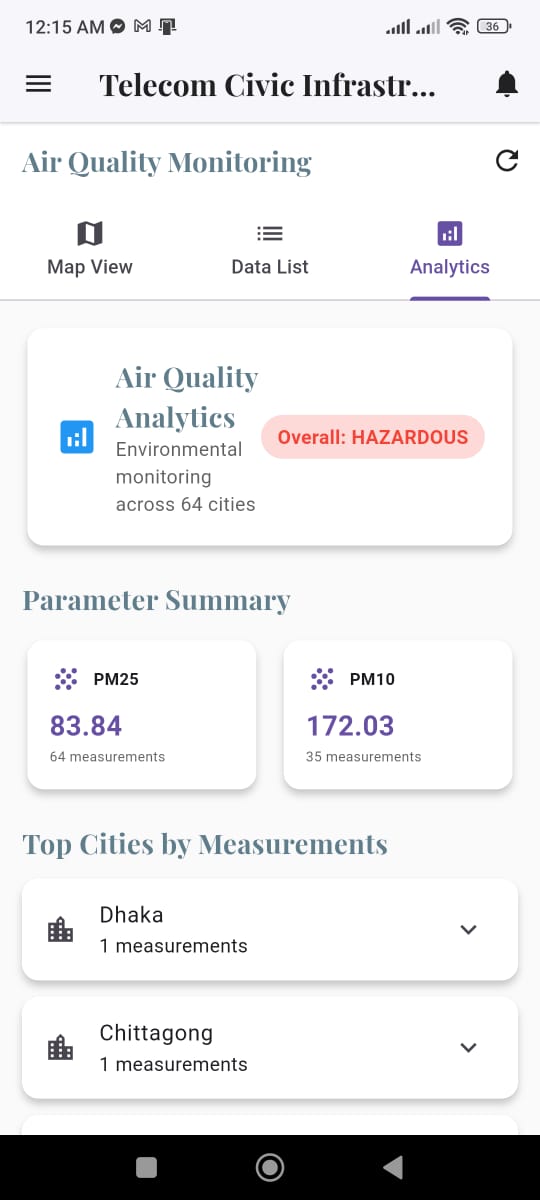 12:15 AM
36
Telecom Civic Infrastr...
Air Quality Monitoring
Map View
Data List
Analytics
Air Quality
Analytics
Environmental
monitoring
across 64 cities
Overall: HAZARDOUS
Parameter Summary
PM25
83.84
64 measurements
PM10
172.03
35 measurements
Top Cities by Measurements
Dhaka
1 measurements
Chittagong
1 measurements